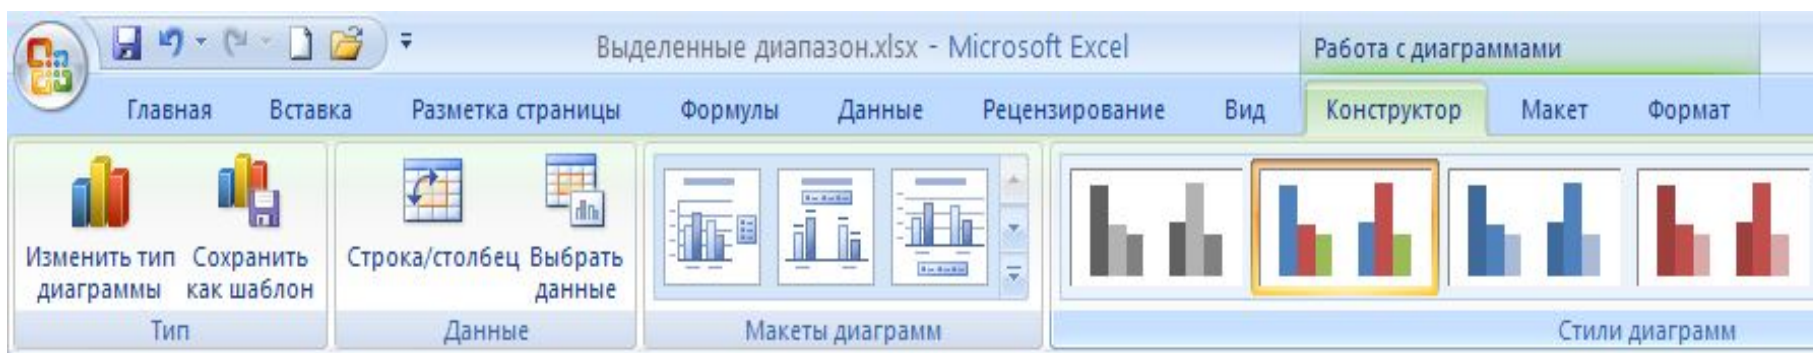 Выделенные диапазон.xlsx - Microsoft Excel
Работа с диаграммами
Главная Вставка Разметка страницы Формулы Данные Рецензирование Вид Конструктор Макет Формат
Изменить тип диаграммы
Сохранить как шаблон
Строка/столбец
Выбрать данные
Тип
Данные
Макеты диаграмм
Стили диаграмм